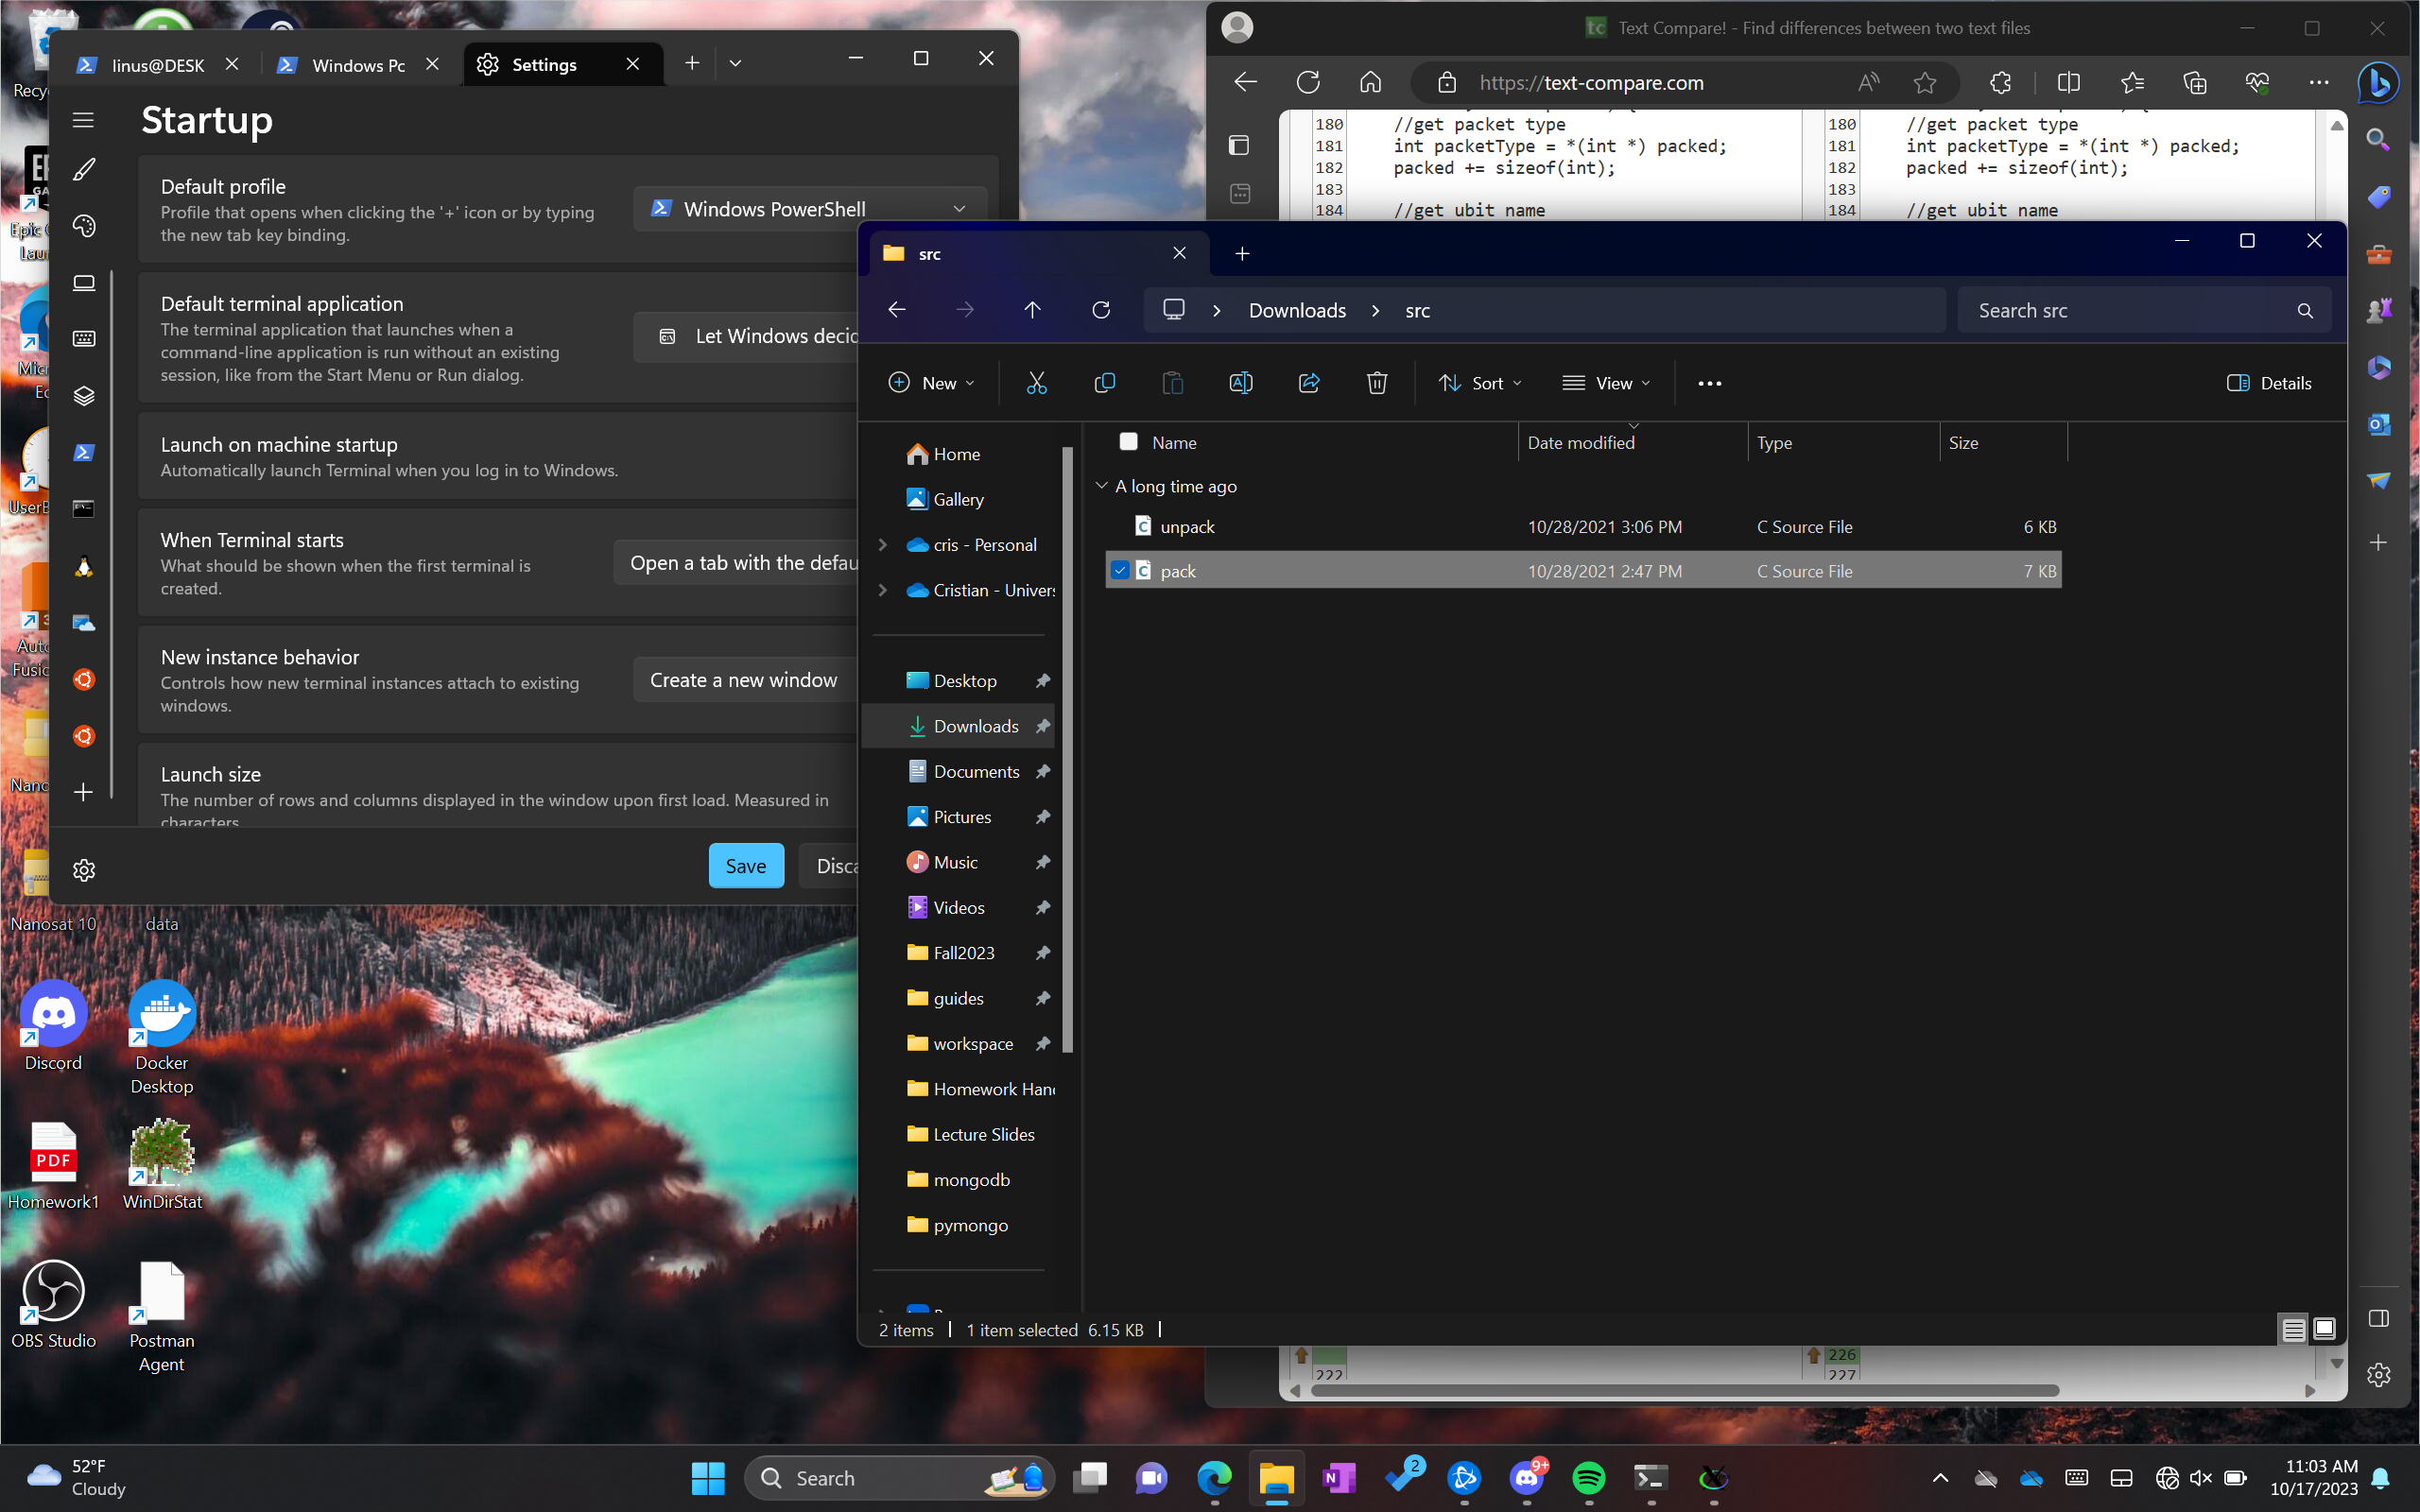 Recyc
Epic G
Laun
Micr
Ed
UserB
Auto
Fusio
Nano
Nanosat 10
data
Discord
Docker
Desktop
PDF
Homework1
WinDirStat
OBS Studio
Postman
Agent
linus@DESK
Windows Pc
Settings
Startup
Default profile
Profile that opens when clicking the '+' icon or by typing
the new tab key binding.
Windows PowerShell
Default terminal application
The terminal application that launches when a
command-line application is run without an existing
session, like from the Start Menu or Run dialog.
Let Windows decid
Launch on machine startup
Automatically launch Terminal when you log in to Windows.
When Terminal starts
What should be shown when the first terminal is
created.
Open a tab with the defau
New instance behavior
Controls how new terminal instances attach to existing
windows.
Create a new window
Launch size
The number of rows and columns displayed in the window upon first load. Measured in
characters
Save
Disca
tc
Text Compare! - Find differences between two text files
https://text-compare.com
180 //get packet type
181 int packetType = *(int *) packed;
182 packed += sizeof(int);
183
184 //get ubit name
180 //get packet type
181 int packetType = *(int *) packed;
182 packed += sizeof(int);
183
184 //get ubit name
src
Downloads
src
Search src
New
Sort
View
Details
Home
Gallery
cris - Personal
Cristian - Univers
Desktop
Downloads
Documents
Pictures
Music
Videos
Fall2023
guides
workspace
Homework Hand
Lecture Slides
mongodb
pymongo
Name
Date modified
Type
Size
A long time ago
unpack
10/28/2021 3:06 PM
C Source File
6 KB
pack
10/28/2021 2:47 PM
C Source File
7 KB
2 items
1 item selected 6.15 KB
226
222
227
52°F
Cloudy
Search
2
9+
11:03 AM
10/17/2023